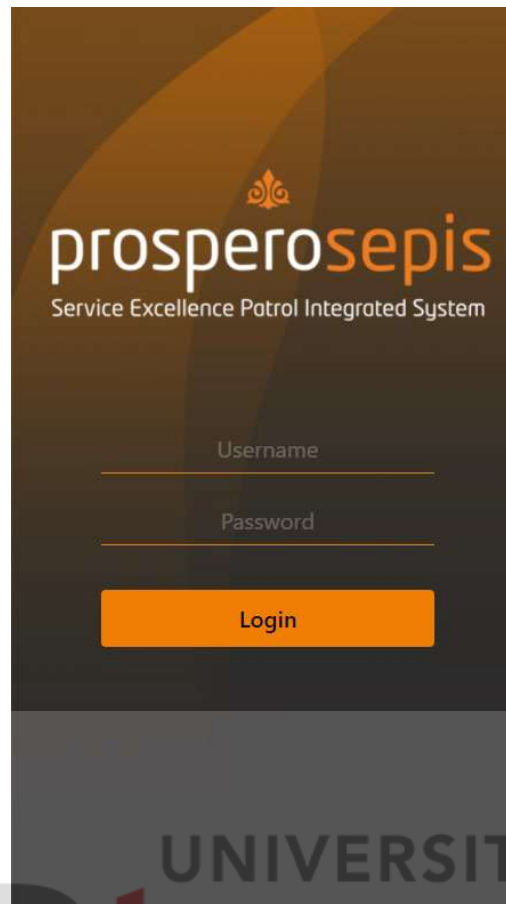 prosperosepis
Service Excellence Patrol Integrated System
Username
Password
Login
UNIVERSIT